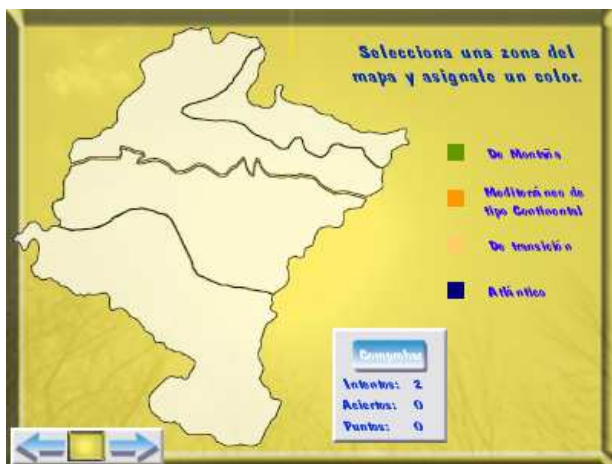 Selecciona una zona del
mapa y asígnale un color.
De Montaña
Mediterráneo de
tipo Continental
De transición
Atlántico
Comprobar
Intentos: 2
Aciertos: 0
Puntos: 0